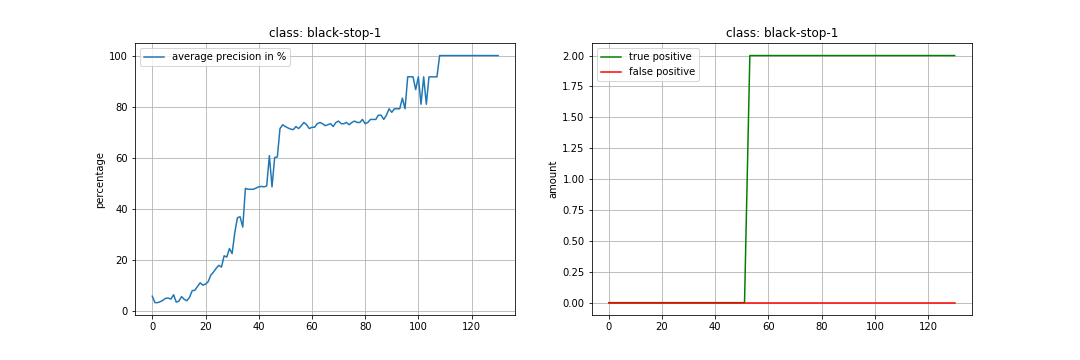 class: black-stop-1
average precision in %
percentage
100
80
60
40
20
0
0 20 40 60 80 100 120
class: black-stop-1
true positive
false positive
amount
2.00
1.75
1.50
1.25
1.00
0.75
0.50
0.25
0.00
0 20 40 60 80 100 120